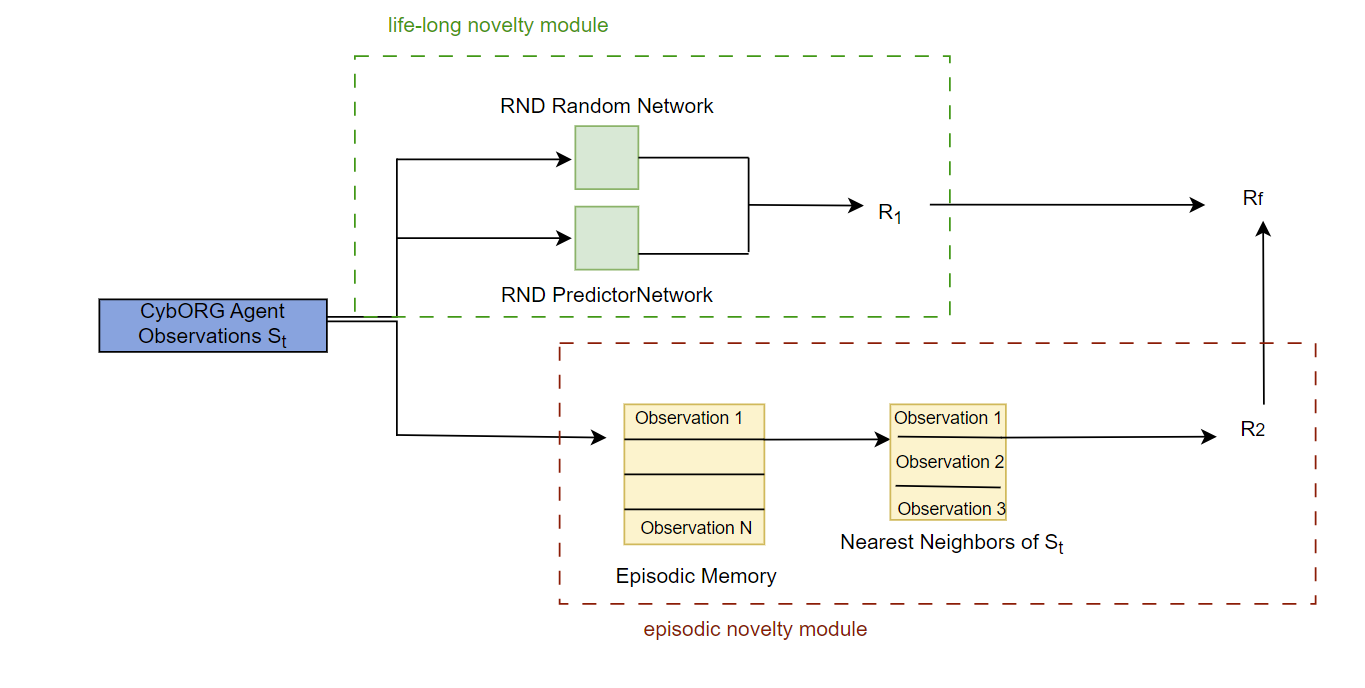 life-long novelty module
RND Random Network
R1
Rf
RND PredictorNetwork
CybORG Agent
Observations St
Observation 1
Observation N
Episodic Memory
Observation 1
Observation 2
Observation 3
Nearest Neighbors of St
R2
episodic novelty module